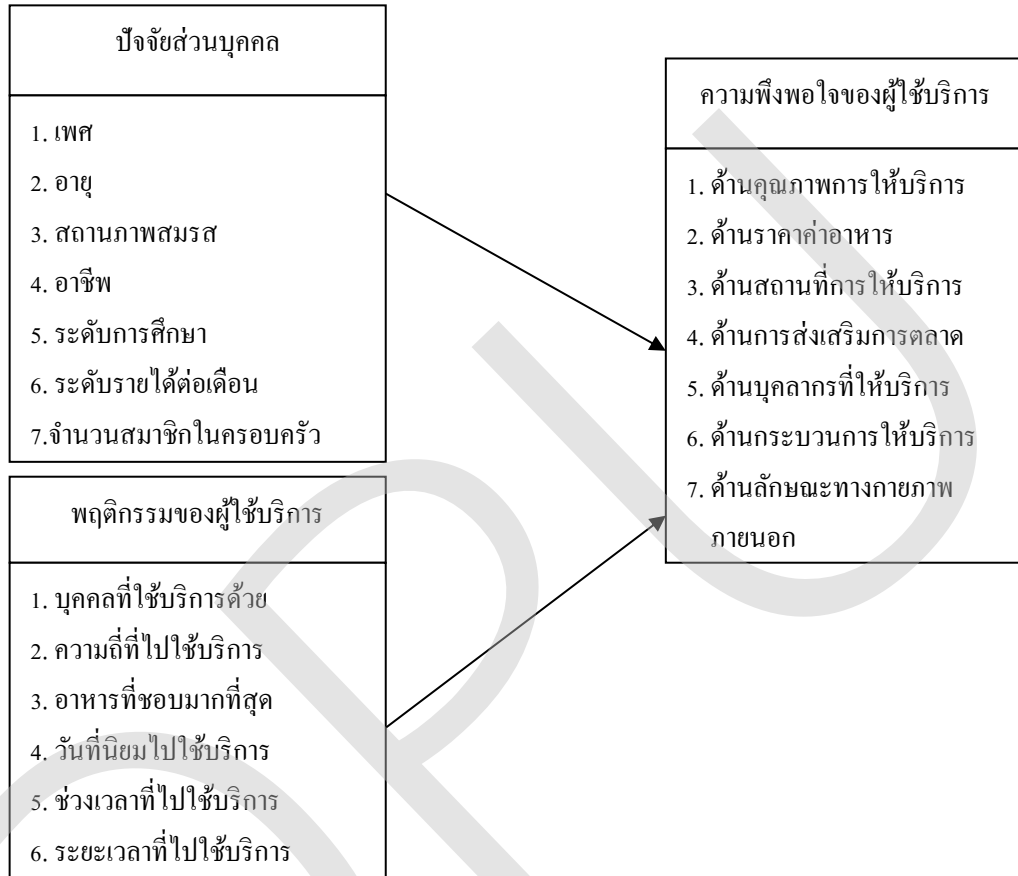 ปัจจัยส่วนบุคคล
1. เพศ
2. อายุ
3. สถานภาพสมรส
4. อาชีพ
5. ระดับการศึกษา
6. ระดับรายได้ต่อเดือน
7.จำนวนสมาชิกในครอบครัว
พฤติกรรมของผู้ใช้บริการ
1. บุคคลที่ใช้บริการด้วย
2. ความถี่ที่ไปใช้บริการ
3. อาหารที่ชอบมากที่สุด
4. วันที่นิยมไปใช้บริการ
5. ช่วงเวลาที่ไปใช้บริการ
6. ระยะเวลาที่ไปใช้บริการ
ความพึงพอใจของผู้ใช้บริการ
1. ด้านคุณภาพการให้บริการ
2. ด้านราคาค่าอาหาร
3. ด้านสถานที่การให้บริการ
4. ด้านการส่งเสริมการตลาด
5. ด้านบุคลากรที่ให้บริการ
6. ด้านกระบวนการให้บริการ
7. ด้านลักษณะทางกายภาพ
ภายนอก
DPU